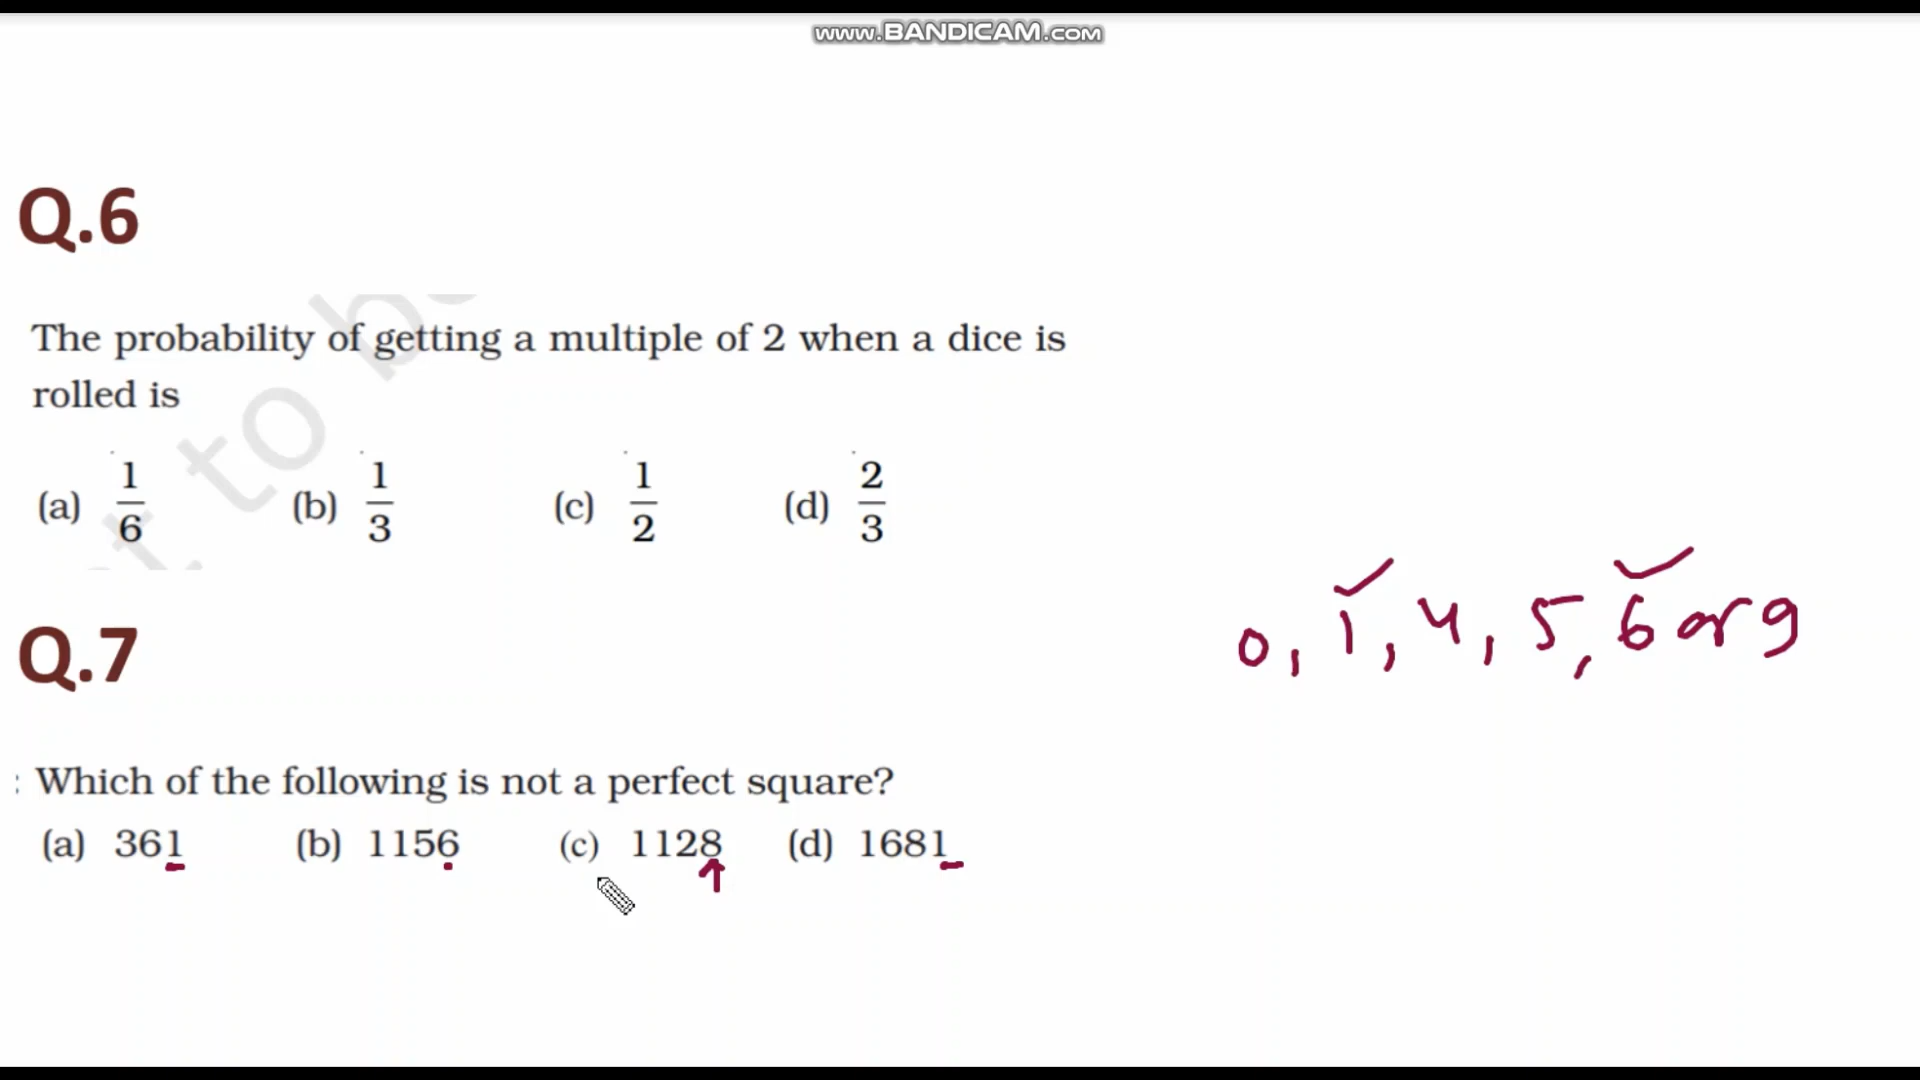 www.BANDICAM.com
Q.6
to be
The probability of getting a multiple of 2 when a dice is
rolled is
(a) 1/6 (b) 1/3 (c) 1/2 (d) 2/3
0, 1, 4, 5, 6 or 9
Q.7
: Which of the following is not a perfect square?
(a) 361 (b) 1156 (c) 1128 (d) 1681